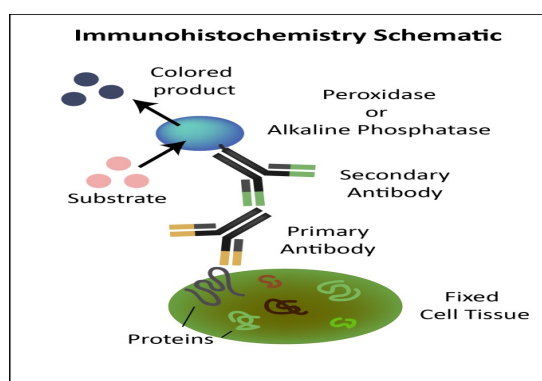 Immunohistochemistry Schematic
Colored
product
Peroxidase
or
Alkaline Phosphatase
Substrate
Secondary
Antibody
Primary
Antibody
Fixed
Cell Tissue
Proteins